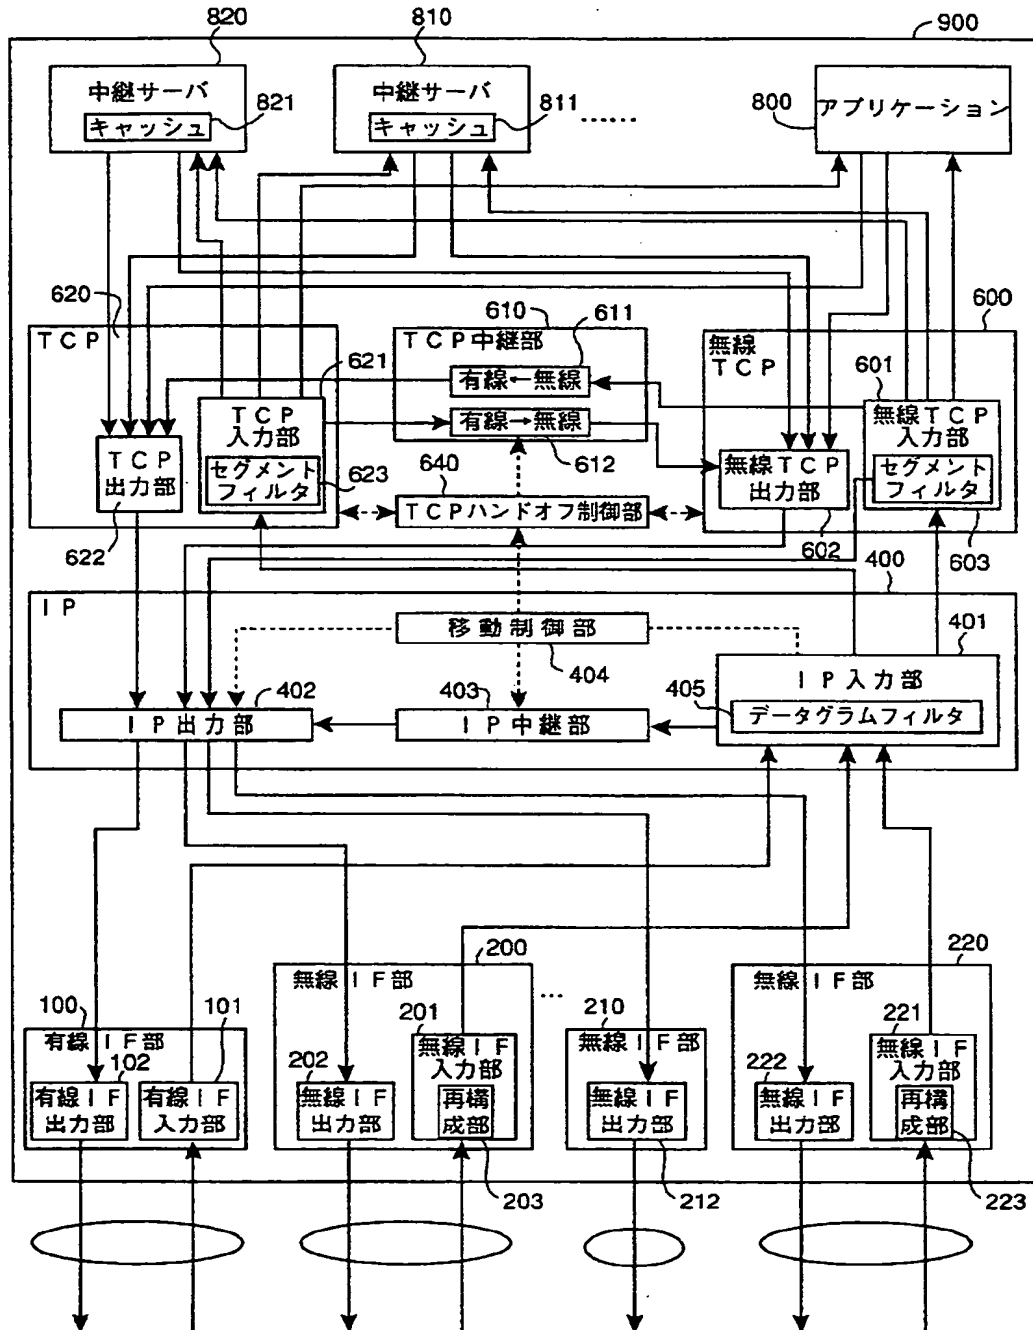 820
810
900
中継サーバ
821
キャッシュ
中継サーバ
811
キャッシュ
......
800
アプリケーション
620
TCP
621
TCP
入力部
セグメント
フィルタ
623
TCP
出力部
622
610
611
TCP中継部
有線←無線
有線→無線
612
640
TCPハンドオフ制御部
600
無線
TCP
601
無線TCP
入力部
セグメント
フィルタ
603
無線TCP
出力部
602
400
IP
移動制御部
404
401
IP入力部
405
データグラムフィルタ
402
IP出力部
403
IP中継部
100
有線IF部
101
102
有線IF
出力部
有線IF
入力部
200
無線IF部
201
無線IF
入力部
再構
成部
203
202
無線IF
出力部
...
210
無線IF部
無線IF
出力部
212
220
無線IF部
221
無線IF
入力部
再構
成部
223
222
無線IF
出力部